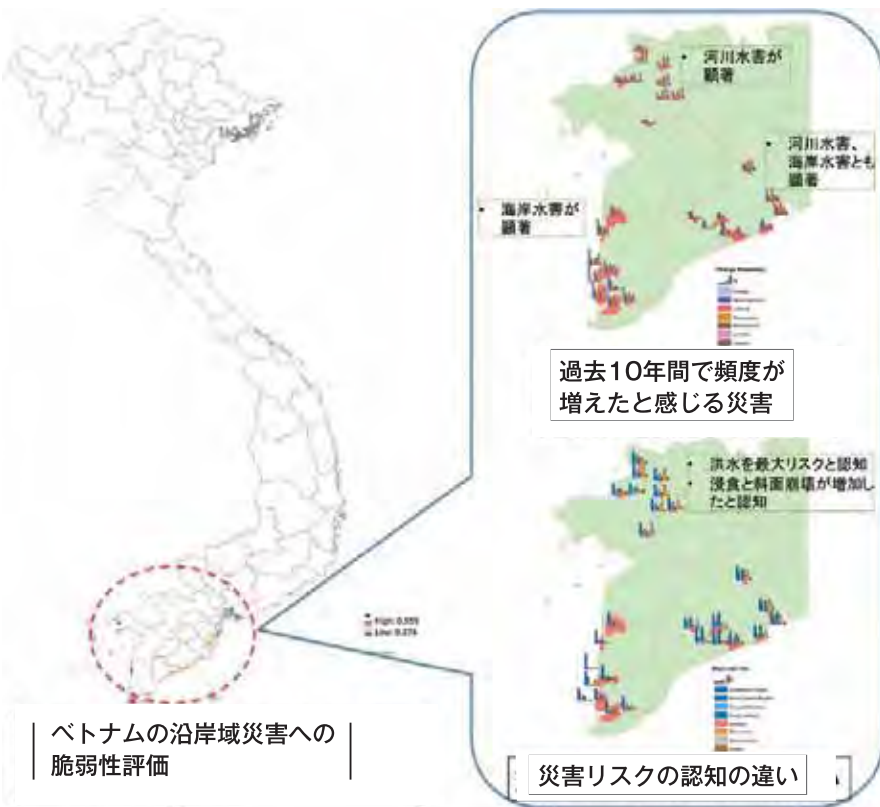 • 河川水害が
顕著
• 河川水害、
海岸水害とも
顕著
• 海岸水害が
顕著
過去10年間で頻度が
増えたと感じる災害
• 洪水を最大リスクと認知
• 浸食と斜面崩壊が増加し
たと認知
High: 0.555
ベトナムの沿岸域災害への
脆弱性評価
災害リスクの認知の違い